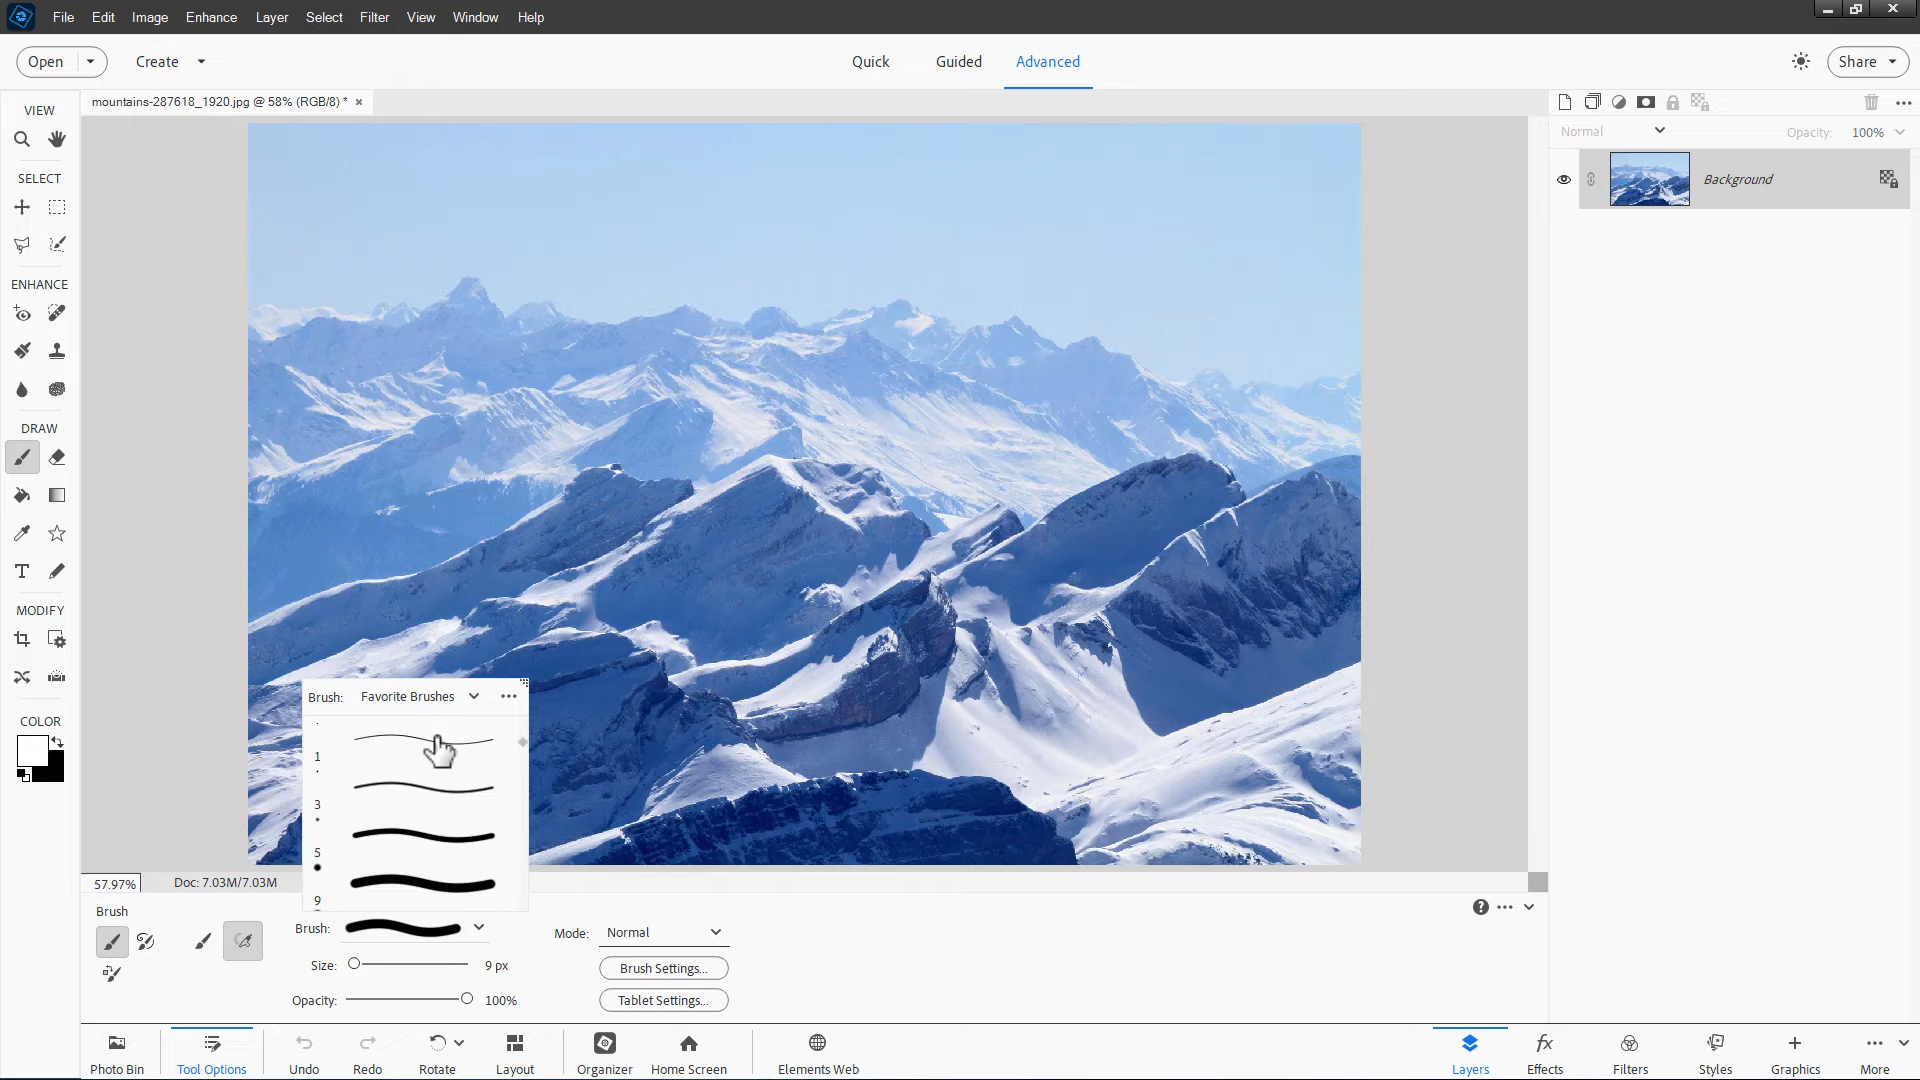 File Edit Image Enhance Layer Select Filter View Window Help
Open Create Quick Guided Advanced Share
mountains-287618_1920.jpg @ 58% (RGB/8) *
VIEW
SELECT
ENHANCE
DRAW
MODIFY
COLOR
Normal Opacity: 100%
Background
Brush: Favorite Brushes
1
3
5
9
57.97% Doc: 7.03M/7.03M
Brush
Brush:
Size: 9 px
Opacity: 100%
Mode: Normal
Brush Settings...
Tablet Settings...
Photo Bin Tool Options Undo Redo Rotate Layout Organizer Home Screen Elements Web Layers Effects Filters Styles Graphics More